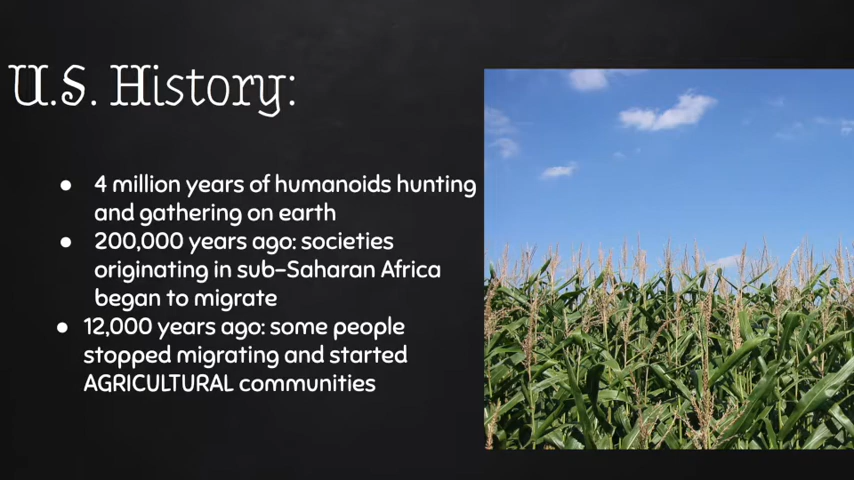 U.S. History:
● 4 million years of humanoids hunting
and gathering on earth
● 200,000 years ago: societies
originating in sub-Saharan Africa
began to migrate
● 12,000 years ago: some people
stopped migrating and started
AGRICULTURAL communities